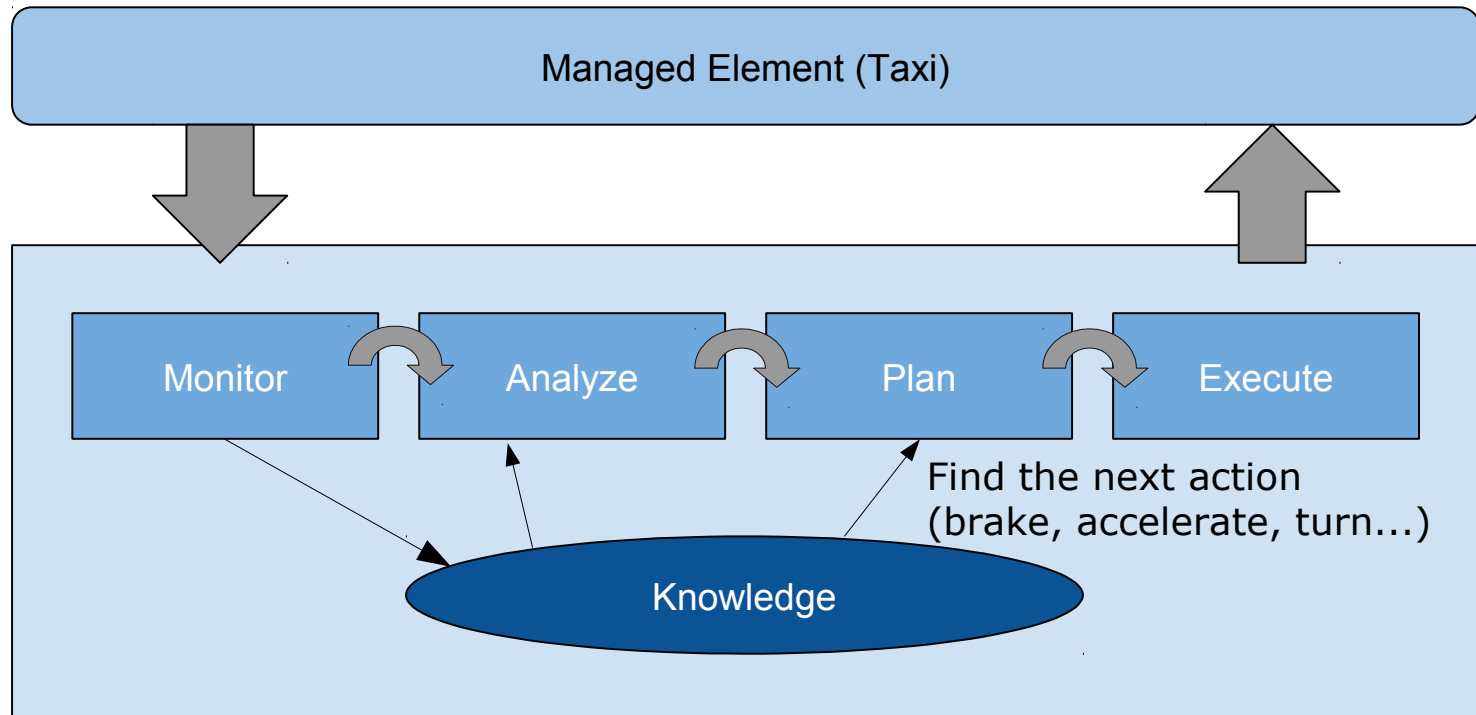 Managed Element (Taxi)
Monitor
Analyze
Plan
Execute
Find the next action
(brake, accelerate, turn...)
Knowledge